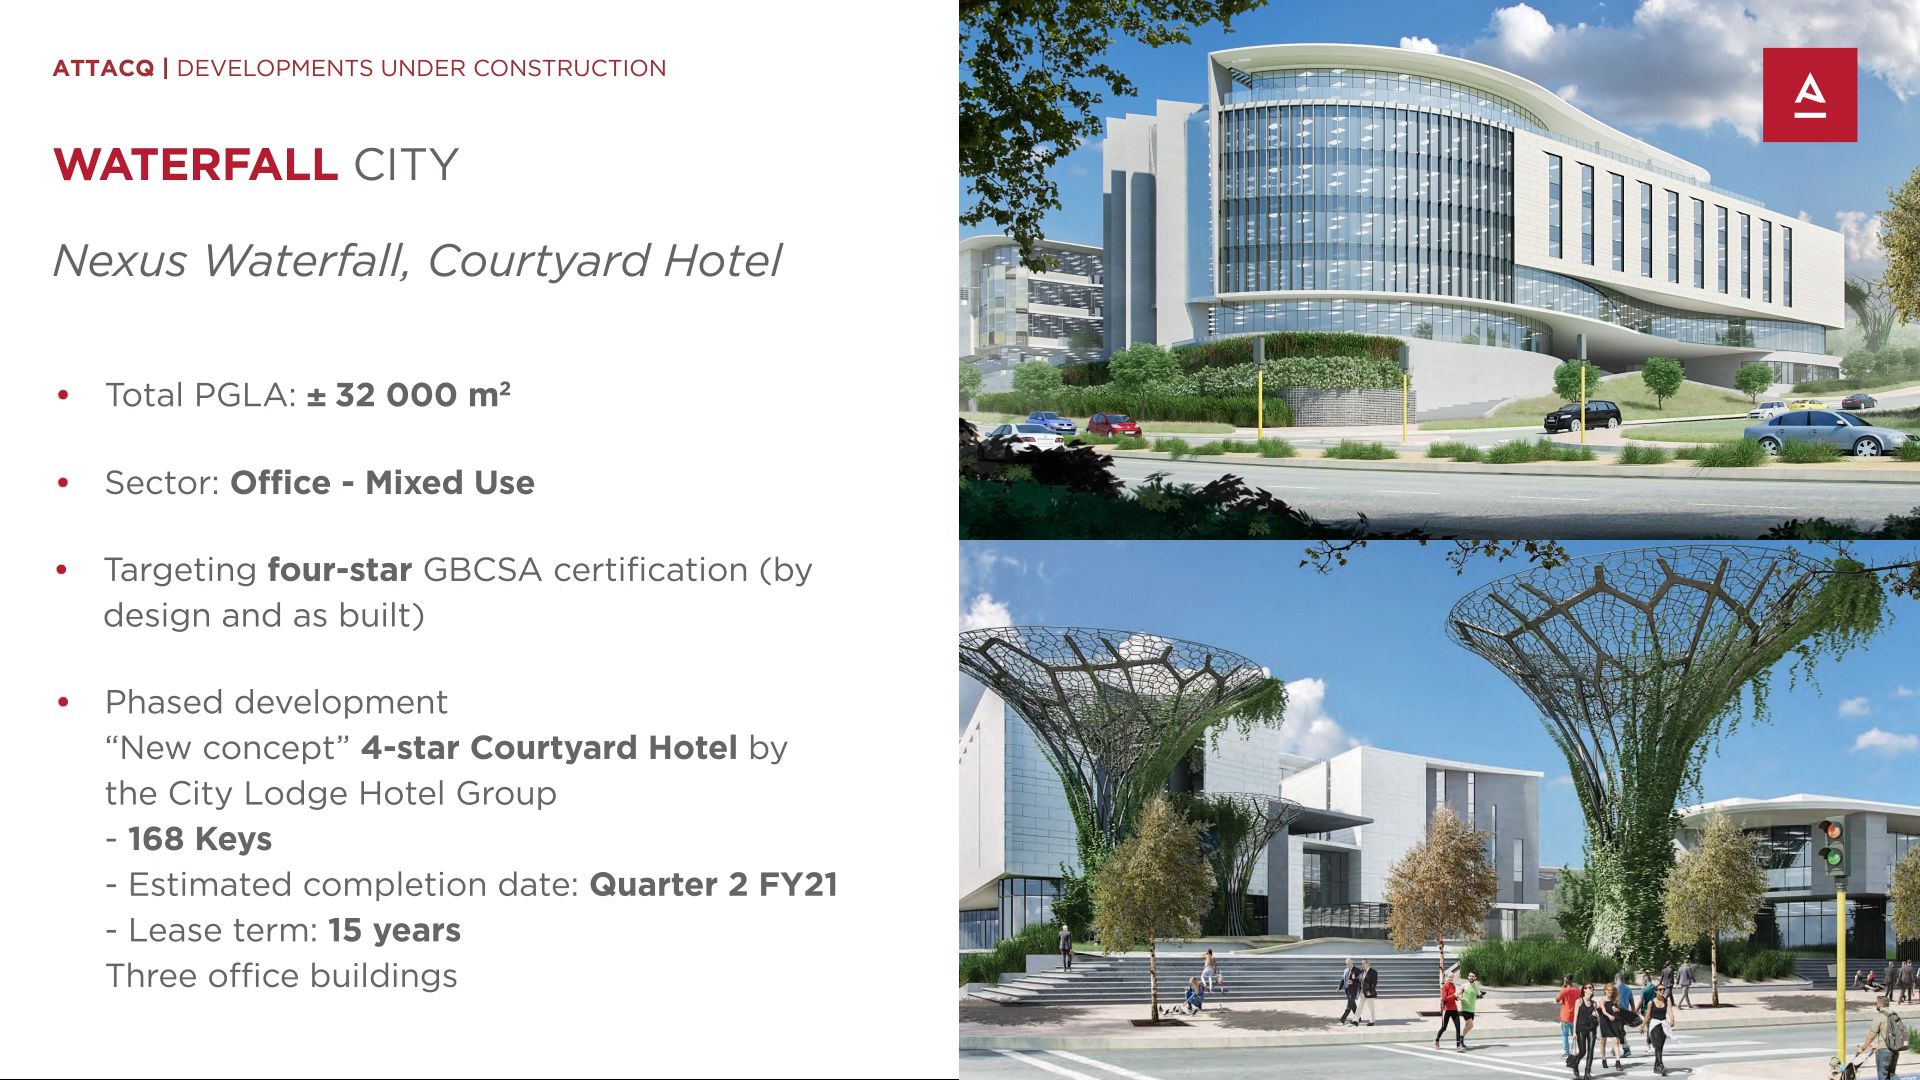 ATTACQ | DEVELOPMENTS UNDER CONSTRUCTION
WATERFALL CITY
Nexus Waterfall, Courtyard Hotel
• Total PGLA: ± 32 000 m²
• Sector: Office - Mixed Use
• Targeting four-star GBCSA certification (by
design and as built)
• Phased development
“New concept” 4-star Courtyard Hotel by
the City Lodge Hotel Group
- 168 Keys
- Estimated completion date: Quarter 2 FY21
- Lease term: 15 years
Three office buildings